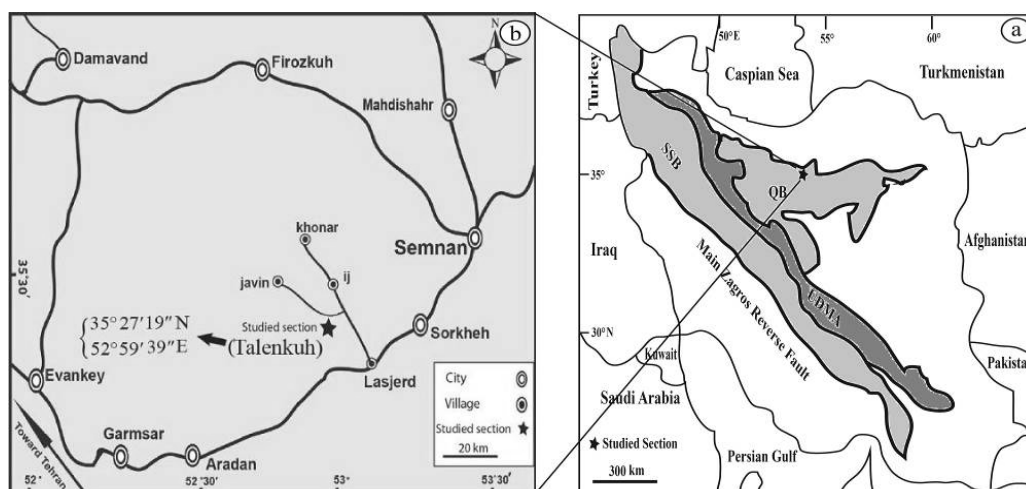 N
b
Damavand
Firozkuh
Mahdishahr
khonar
Semnan
ij
javin
35°30'
35° 27′19″ N
52°59′ 39″E
Studied section
(Talenkuh)
Sorkheh
Lasjerd
Evankey
Garmsar
Aradan
Toward Tehran
City
Village
Studied section
20 km
52°
52°30'
53°
53°30'
50°E
55°
60°
a
Caspian Sea
Turkmenistan
Turkey
35°
SSB
QB
Iraq
Afghanistan
Main Zagros Reverse Fault
UDMA
30°N
Kuwait
Pakistan
Saudi Arabia
Studied Section
300 km
Persian Gulf